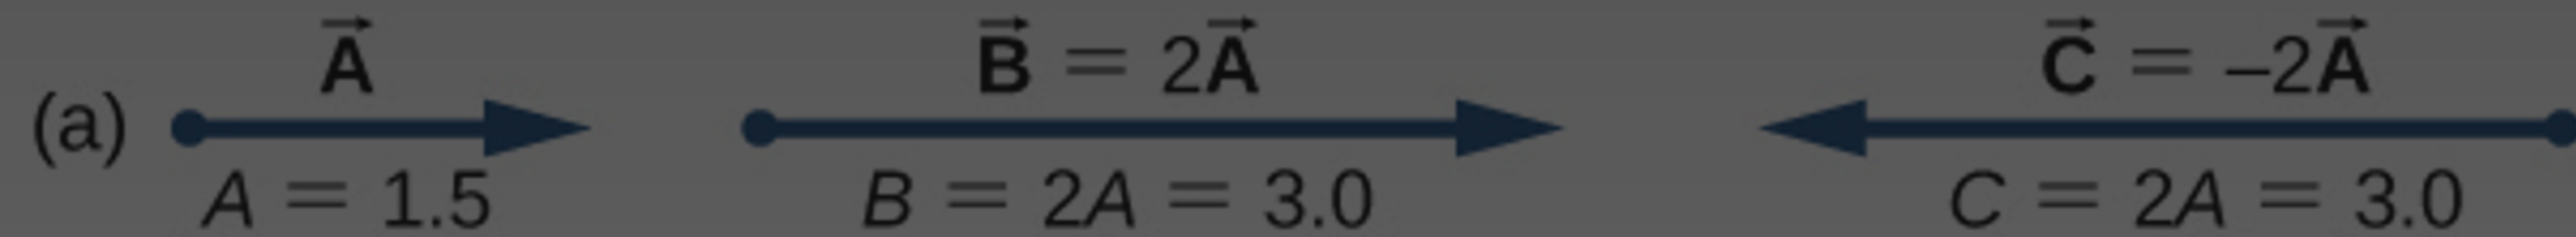 (a)
A⃗
B⃗ = 2A⃗
C⃗ = –2A⃗
A = 1.5
B = 2A = 3.0
C = 2A = 3.0